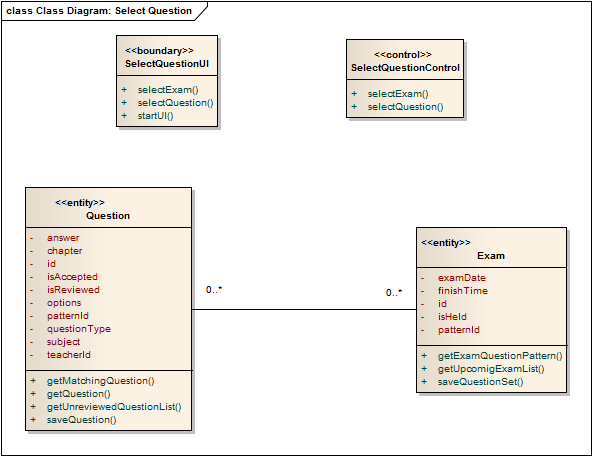 class Class Diagram: Select Question
<<boundary>>
SelectQuestionUI
+ selectExam()
+ selectQuestion()
+ startUI()
<<control>>
SelectQuestionControl
+ selectExam()
+ selectQuestion()
<<entity>>
Question
- answer
- chapter
- id
- isAccepted
- isReviewed
- options
- patternId
- questionType
- subject
- teacherId
+ getMatchingQuestion()
+ getQuestion()
+ getUnreviewedQuestionList()
+ saveQuestion()
0..*
0..*
<<entity>>
Exam
- examDate
- finishTime
- id
- isHeld
- patternId
+ getExamQuestionPattern()
+ getUpcomigExamList()
+ saveQuestionSet()